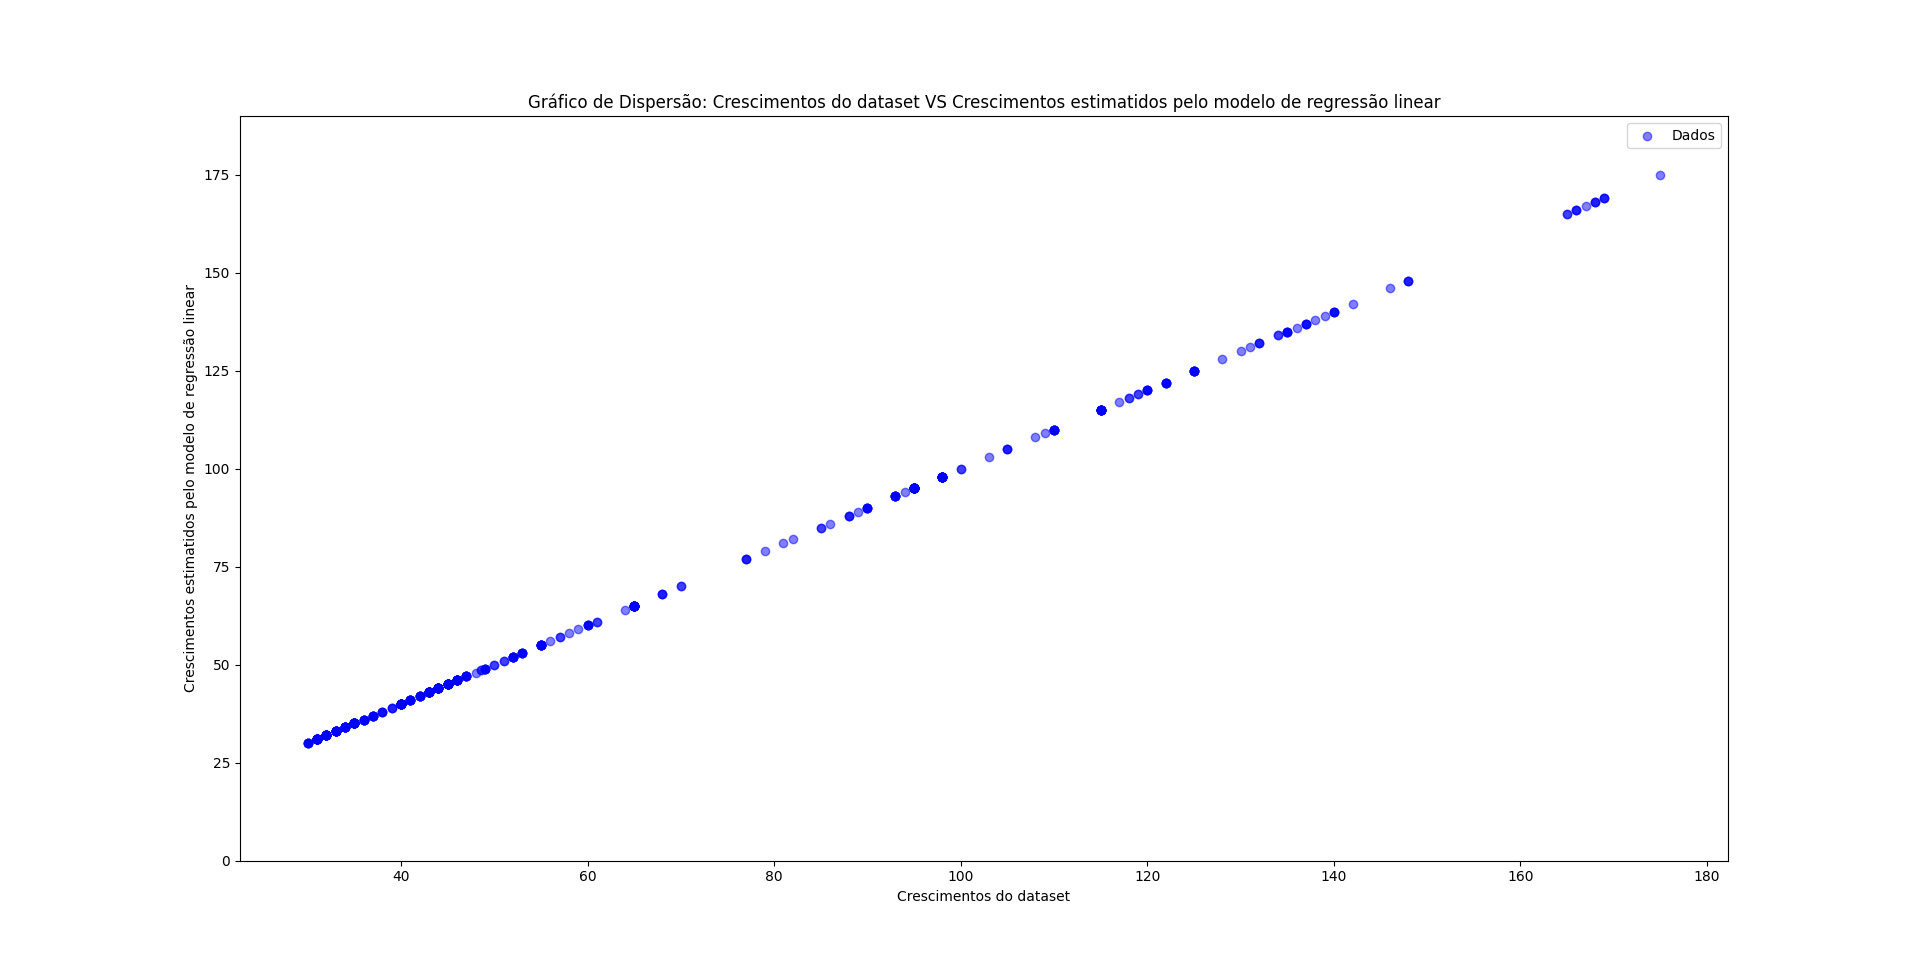 Gráfico de Dispersão: Crescimentos do dataset VS Crescimentos estimatidos pelo modelo de regressão linear
Dados
Crescimentos estimatidos pelo modelo de regressão linear
175
150
125
100
75
50
25
0
40 60 80 100 120 140 160 180
Crescimentos do dataset